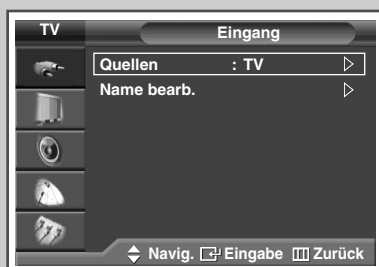 TV Eingang
Quellen : TV
Name bearb.
Navig. Eingabe Zurück